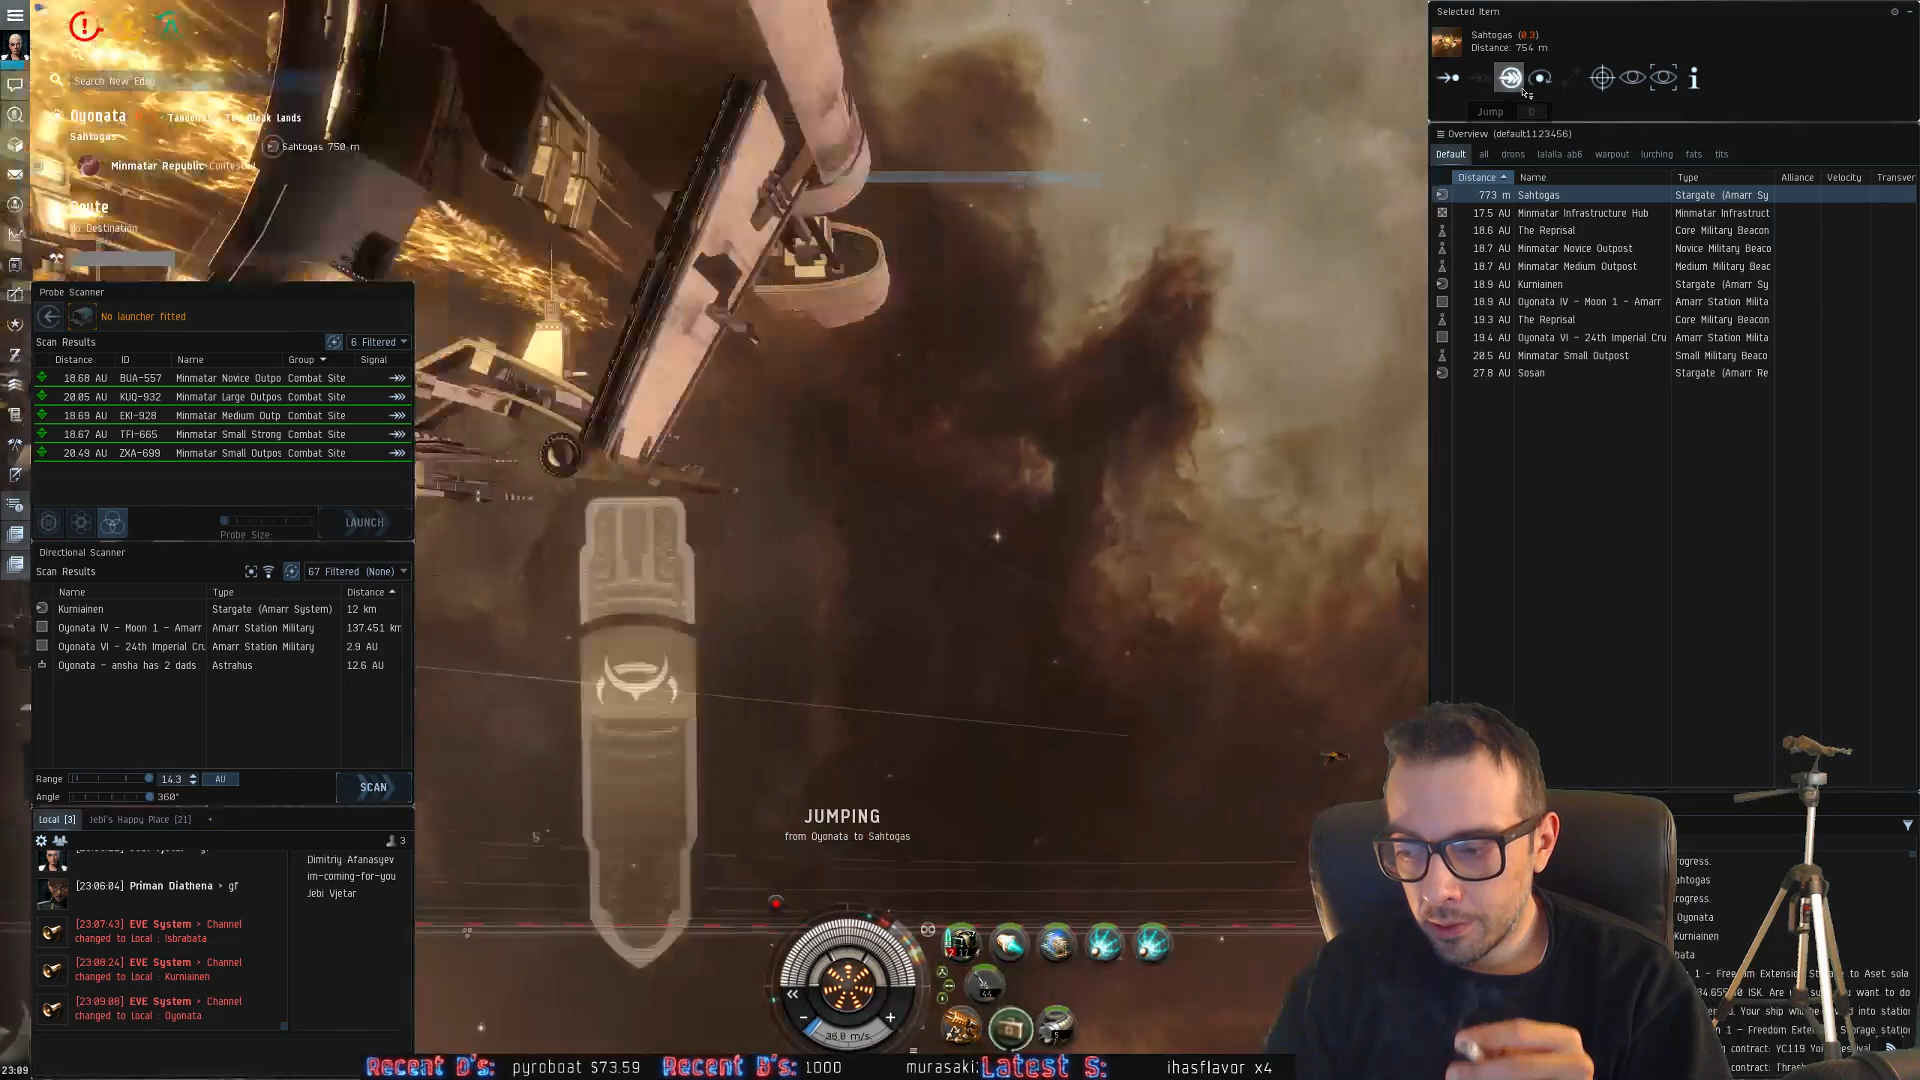 Search New Eden
Oyonata
Tandeiras
The Bleak Lands
Sahtogas
Sahtogas 750 m
Minmatar Republic Contested
Route
No Destination
Probe Scanner
No launcher fitted
Scan Results
6 Filtered
Distance ID Name Group Signal
18.68 AU BUA-557 Minmatar Novice Outpo Combat Site
20.05 AU KUQ-932 Minmatar Large Outpos Combat Site
18.69 AU EKI-928 Minmatar Medium Outp Combat Site
18.67 AU TFI-665 Minmatar Small Strong Combat Site
20.49 AU ZXA-699 Minmatar Small Outpos Combat Site
LAUNCH
Probe Size:
Directional Scanner
Scan Results
67 Filtered (None)
Name Type Distance
Kurniainen Stargate (Amarr System) 12 km
Oyonata IV - Moon 1 - Amarr Amarr Station Military 137.451 km
Oyonata VI - 24th Imperial Cru Amarr Station Military 2.9 AU
Oyonata - ansha has 2 dads Astrahus 12.6 AU
Range 14.3 AU
Angle 360°
SCAN
Local [3] Jebi's Happy Place [21] +
3
[23:06:04] Priman Diathena > gf
[23:07:43] EVE System > Channel
changed to Local : Isbrabata
[23:08:24] EVE System > Channel
changed to Local : Kurniainen
[23:09:08] EVE System > Channel
changed to Local : Oyonata
Dimitriy Afanasyev
im-coming-for-you
Jebi Vjetar
23:09
JUMPING
from Oyonata to Sahtogas
Recent D's: pyroboat $73.59 Recent B's: 1000 Latest S: ihasflavor x4
Selected Item
Sahtogas (0.3)
Distance: 754 m
Jump D
Overview (default1123456)
Default all drons lalalla ab6 warpout lurching fats tits
Distance Name Type Alliance Velocity Transver
773 m Sahtogas Stargate (Amarr Sy
17.5 AU Minmatar Infrastructure Hub Minmatar Infrastruct
18.6 AU The Reprisal Core Military Beacon
18.7 AU Minmatar Novice Outpost Novice Military Beaco
18.7 AU Minmatar Medium Outpost Medium Military Beac
18.9 AU Kurniainen Stargate (Amarr Sy
18.9 AU Oyonata IV - Moon 1 - Amarr Amarr Station Milita
19.3 AU The Reprisal Core Military Beacon
19.4 AU Oyonata VI - 24th Imperial Cru Amarr Station Milita
20.5 AU Minmatar Small Outpost Small Military Beaco
27.8 AU Sosan Stargate (Amarr Re
rogress.
ahtogas
rogress.
Oyonata
Kurniainen